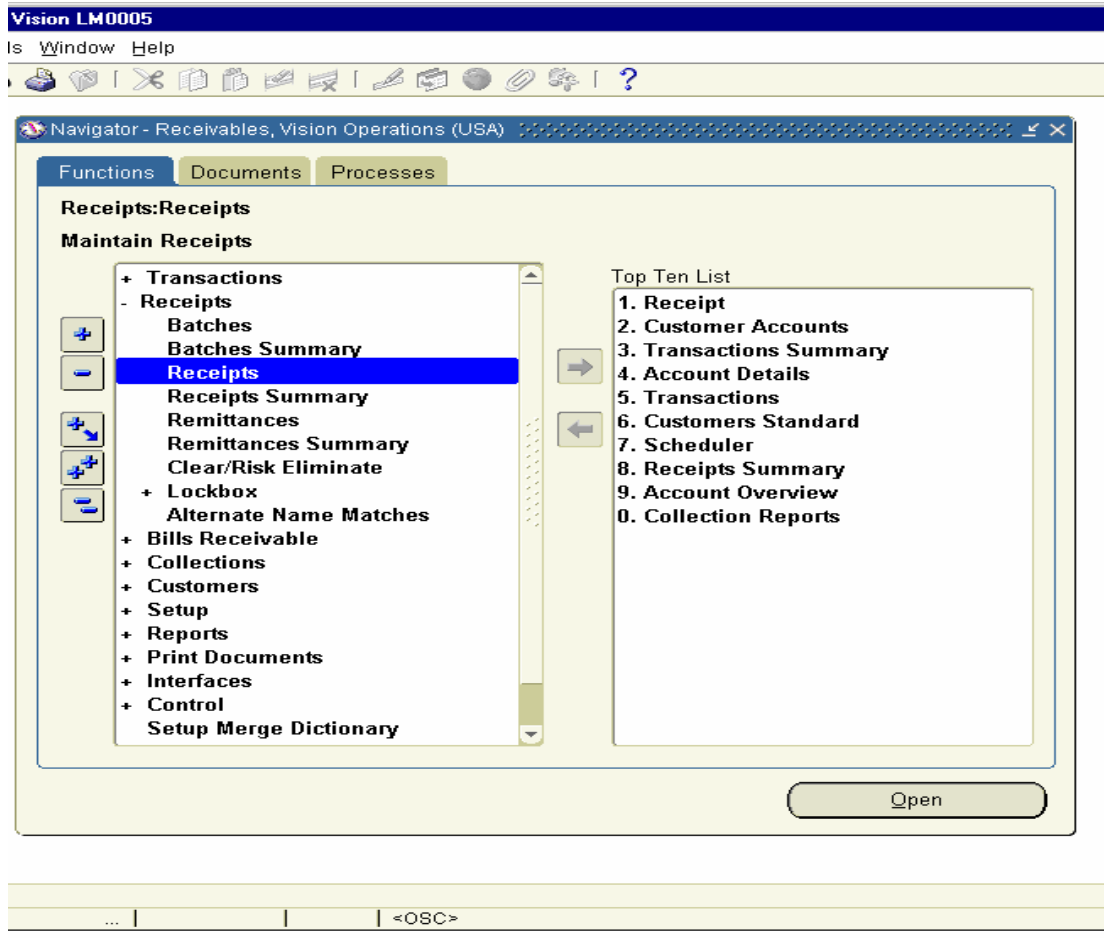 Vision LM0005
ls Window Help
Navigator - Receivables, Vision Operations (USA)
Functions Documents Processes
Receipts:Receipts
Maintain Receipts
+ Transactions
- Receipts
Batches
Batches Summary
Receipts
Receipts Summary
Remittances
Remittances Summary
Clear/Risk Eliminate
+ Lockbox
Alternate Name Matches
+ Bills Receivable
+ Collections
+ Customers
+ Setup
+ Reports
+ Print Documents
+ Interfaces
+ Control
Setup Merge Dictionary
Top Ten List
1. Receipt
2. Customer Accounts
3. Transactions Summary
4. Account Details
5. Transactions
6. Customers Standard
7. Scheduler
8. Receipts Summary
9. Account Overview
0. Collection Reports
Open
... <OSC>